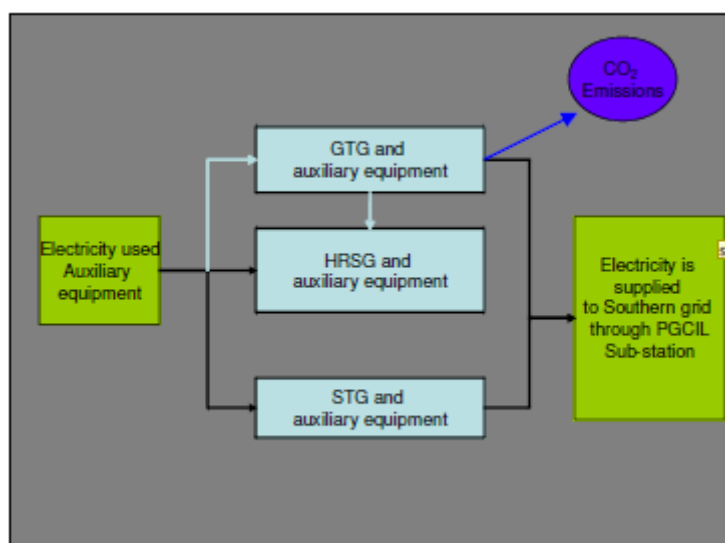 CO₂
Emissions
GTG and
auxiliary equipment
Electricity used
Auxiliary
equipment
HRSG and
auxiliary equipment
Electricity is
supplied
to Southern grid
through PGCIL
Sub-station
STG and
auxiliary equipment